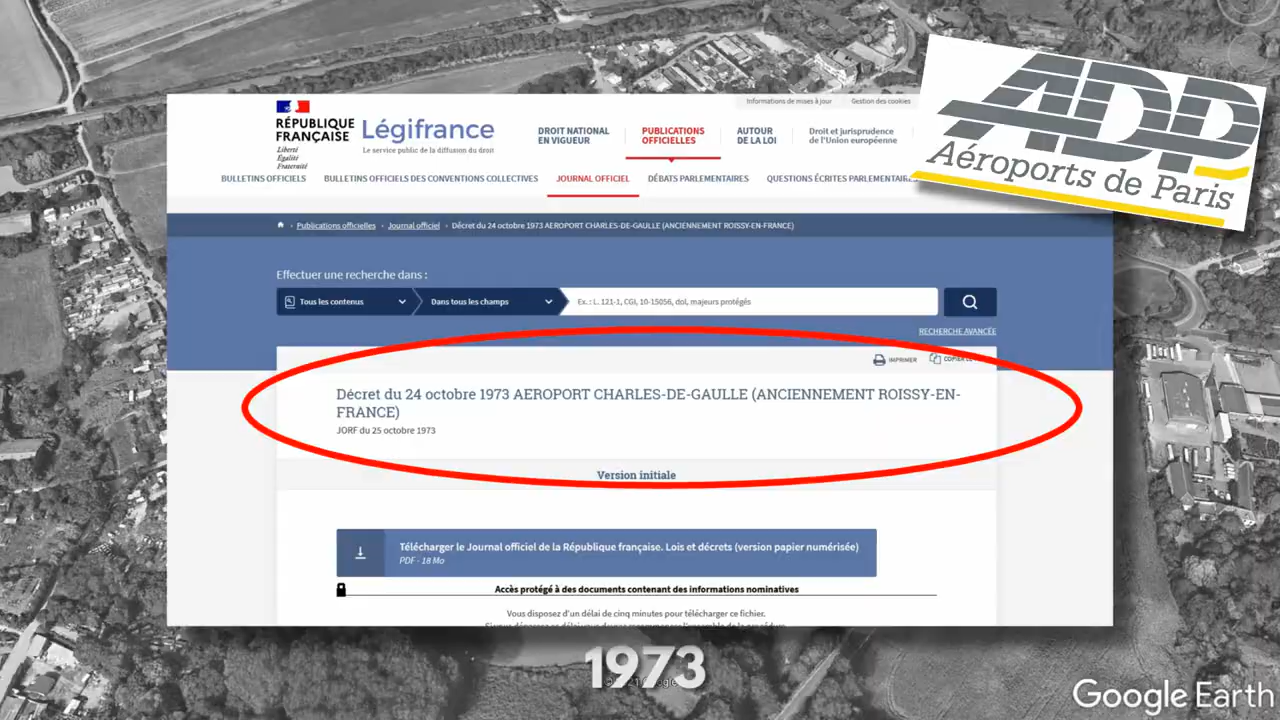 Informations de mises à jour
Gestion des cookies
RÉPUBLIQUE
FRANÇAISE
Liberté
Égalité
Fraternité
Légifrance
Le service public de la diffusion du droit
DROIT NATIONAL
EN VIGUEUR
PUBLICATIONS
OFFICIELLES
AUTOUR
DE LA LOI
Droit et jurisprudence
de l'Union européenne
ADP
Aéroports de Paris
BULLETINS OFFICIELS
BULLETINS OFFICIELS DES CONVENTIONS COLLECTIVES
JOURNAL OFFICIEL
DÉBATS PARLEMENTAIRES
QUESTIONS ÉCRITES PARLEMENTAIRES
Publications officielles
Journal officiel
Décret du 24 octobre 1973 AEROPORT CHARLES-DE-GAULLE (ANCIENNEMENT ROISSY-EN-FRANCE)
Effectuer une recherche dans :
Tous les contenus
Dans tous les champs
Ex. : L. 121-1, CGI, 10-15056, dol, majeurs protégés
RECHERCHE AVANCÉE
IMPRIMER
COPIER LE
Décret du 24 octobre 1973 AEROPORT CHARLES-DE-GAULLE (ANCIENNEMENT ROISSY-EN-
FRANCE)
JORF du 25 octobre 1973
Version initiale
Télécharger le Journal officiel de la République française. Lois et décrets (version papier numérisée)
PDF - 18 Mo
Accès protégé à des documents contenant des informations nominatives
Vous disposez d'un délai de cinq minutes pour télécharger ce fichier.
1973
Google Earth